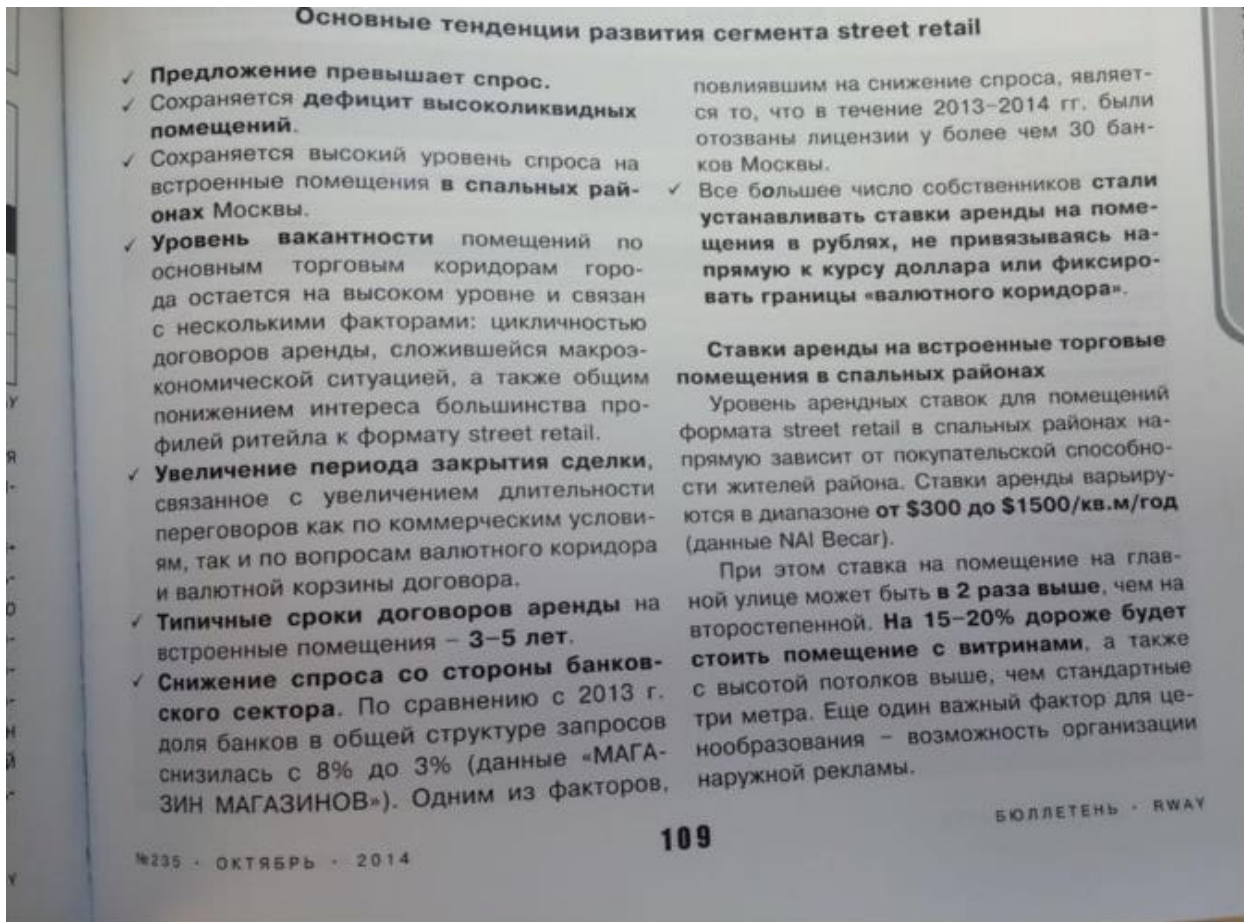 Основные тенденции развития сегмента street retail
✓ Предложение превышает спрос.
✓ Сохраняется дефицит высоколиквидных
помещений.
✓ Сохраняется высокий уровень спроса на
встроенные помещения в спальных рай-
онах Москвы.
✓ Уровень вакантности помещений по
основным торговым коридорам горо-
да остается на высоком уровне и связан
с несколькими факторами: цикличностью
договоров аренды, сложившейся макроэ-
кономической ситуацией, а также общим
понижением интереса большинства про-
филей ритейла к формату street retail.
✓ Увеличение периода закрытия сделки,
связанное с увеличением длительности
переговоров как по коммерческим услови-
ям, так и по вопросам валютного коридора
и валютной корзины договора.
✓ Типичные сроки договоров аренды на
встроенные помещения – 3–5 лет.
✓ Снижение спроса со стороны банков-
ского сектора. По сравнению с 2013 г.
доля банков в общей структуре запросов
снизилась с 8% до 3% (данные «МАГА-
ЗИН МАГАЗИНОВ»). Одним из факторов,
повлиявшим на снижение спроса, являет-
ся то, что в течение 2013–2014 гг. были
отозваны лицензии у более чем 30 бан-
ков Москвы.
✓ Все большее число собственников стали
устанавливать ставки аренды на поме-
щения в рублях, не привязываясь на-
прямую к курсу доллара или фиксиро-
вать границы «валютного коридора».
Ставки аренды на встроенные торговые
помещения в спальных районах
Уровень арендных ставок для помещений
формата street retail в спальных районах на-
прямую зависит от покупательской способно-
сти жителей района. Ставки аренды варьиру-
ются в диапазоне от $300 до $1500/кв.м/год
(данные NAI Becar).
При этом ставка на помещение на глав-
ной улице может быть в 2 раза выше, чем на
второстепенной. На 15–20% дороже будет
стоить помещение с витринами, а также
с высотой потолков выше, чем стандартные
три метра. Еще один важный фактор для це-
нообразования – возможность организации
наружной рекламы.
№235 · ОКТЯБРЬ · 2014
109
БЮЛЛЕТЕНЬ · RWAY